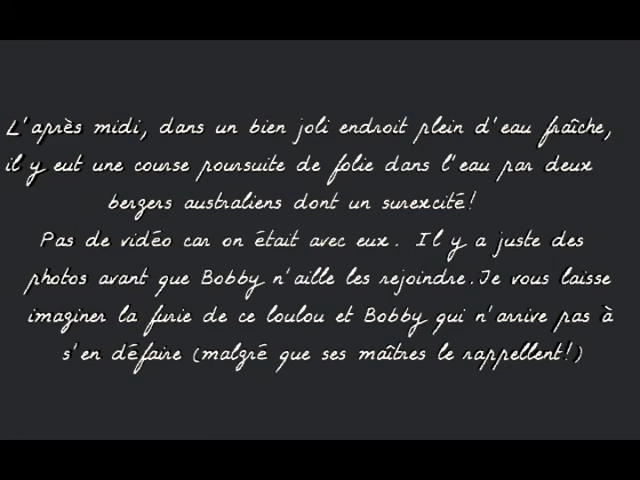 L'après midi, dans un bien joli endroit plein d'eau fraîche,
il y eut une course poursuite de folie dans l'eau par deux
bergers australiens dont un surexcité!
Pas de vidéo car on était avec eux. Il y a juste des
photos avant que Bobby n'aille les rejoindre.Je vous laisse
imaginer la furie de ce loulou et Bobby qui n'arrive pas à
s'en défaire (malgré que ses maîtres le rappellent!)